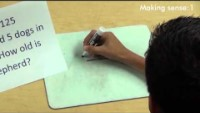 Making sense: 1
125
d 5 dogs in
How old is
epherd?